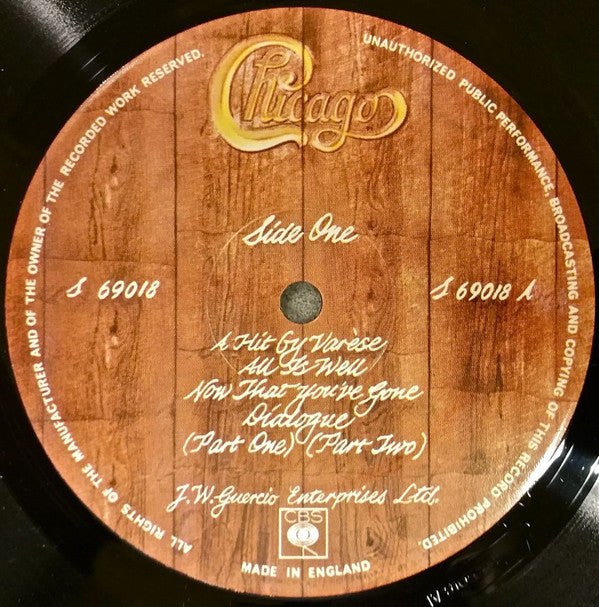 Chicago
ALL RIGHTS OF THE MANUFACTURER AND OF THE OWNER OF THE RECORDED WORK RESERVED.
UNAUTHORIZED PUBLIC PERFORMANCE, BROADCASTING AND COPYING OF THIS RECORD PROHIBITED.
Side One
S 69018
S 69018 A
A Hit By Varèse
All Is Well
Now That You've Gone
Dialogue
(Part One) (Part Two)
J.W. Guercio Enterprises Ltd.
CBS
MADE IN ENGLAND